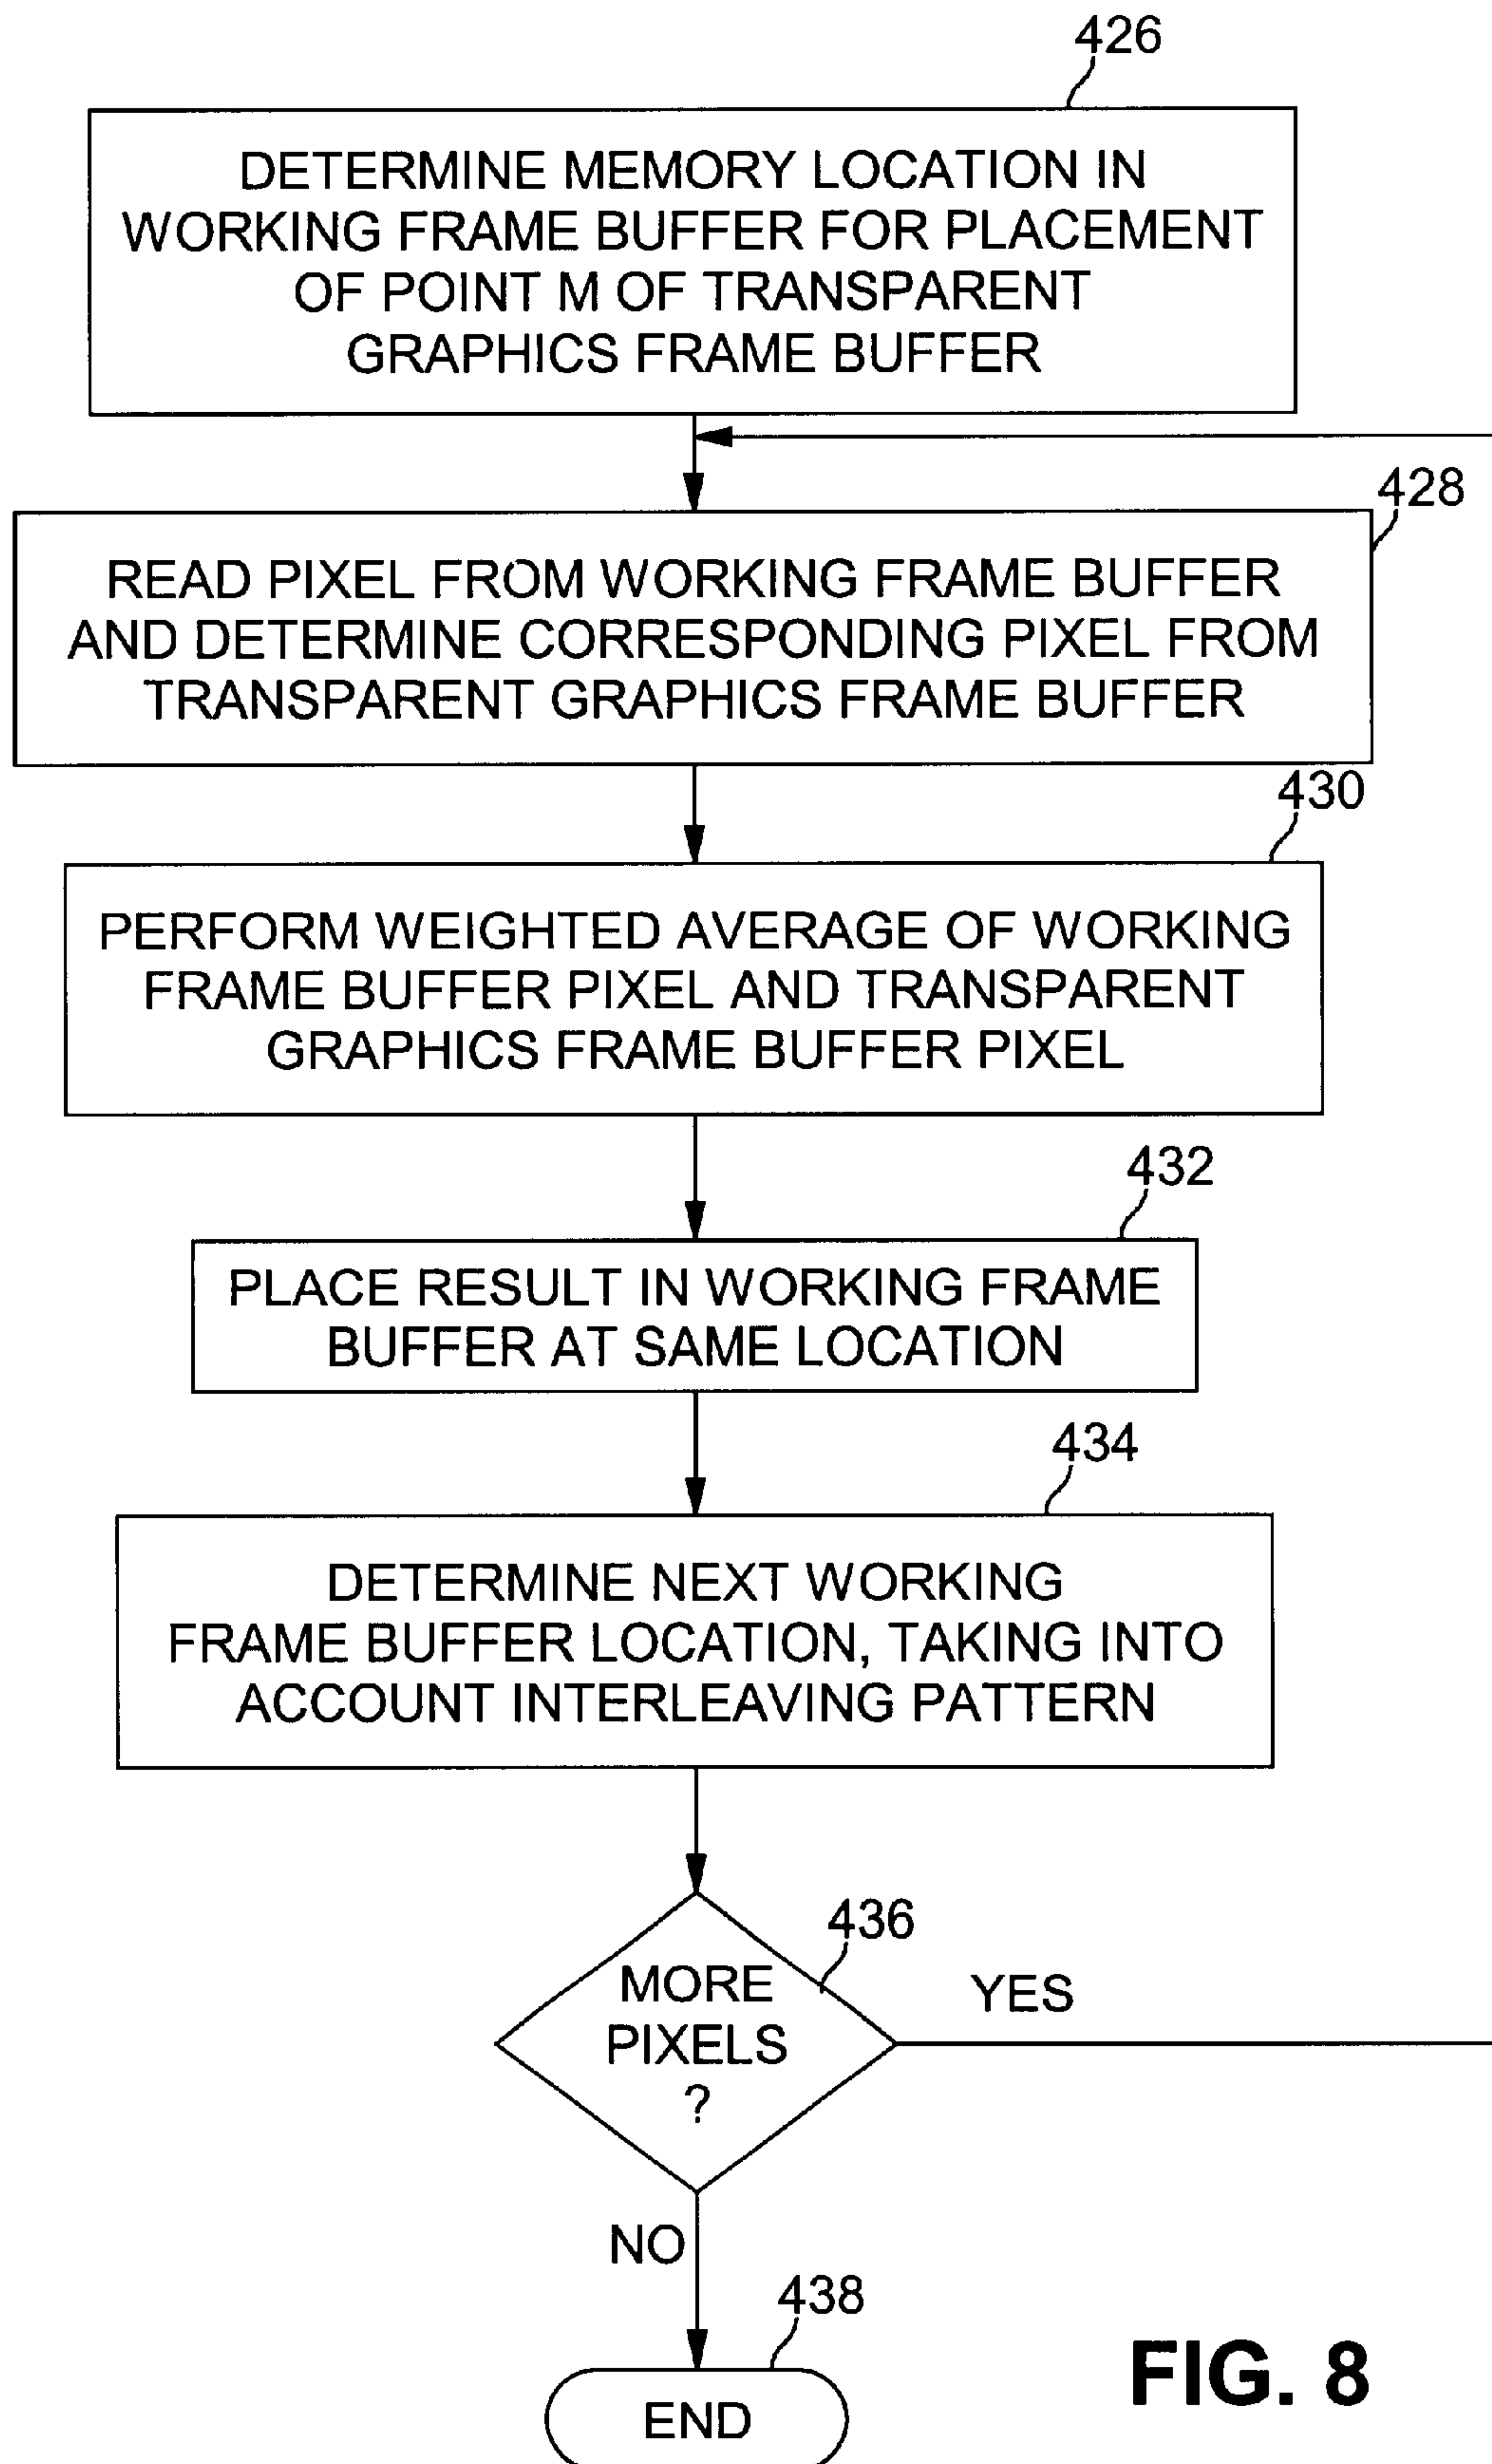 426
DETERMINE MEMORY LOCATION IN
WORKING FRAME BUFFER FOR PLACEMENT
OF POINT M OF TRANSPARENT
GRAPHICS FRAME BUFFER
428
READ PIXEL FROM WORKING FRAME BUFFER
AND DETERMINE CORRESPONDING PIXEL FROM
TRANSPARENT GRAPHICS FRAME BUFFER
430
PERFORM WEIGHTED AVERAGE OF WORKING
FRAME BUFFER PIXEL AND TRANSPARENT
GRAPHICS FRAME BUFFER PIXEL
432
PLACE RESULT IN WORKING FRAME
BUFFER AT SAME LOCATION
434
DETERMINE NEXT WORKING
FRAME BUFFER LOCATION, TAKING INTO
ACCOUNT INTERLEAVING PATTERN
436
MORE
PIXELS
?
YES
NO
438
END
FIG. 8